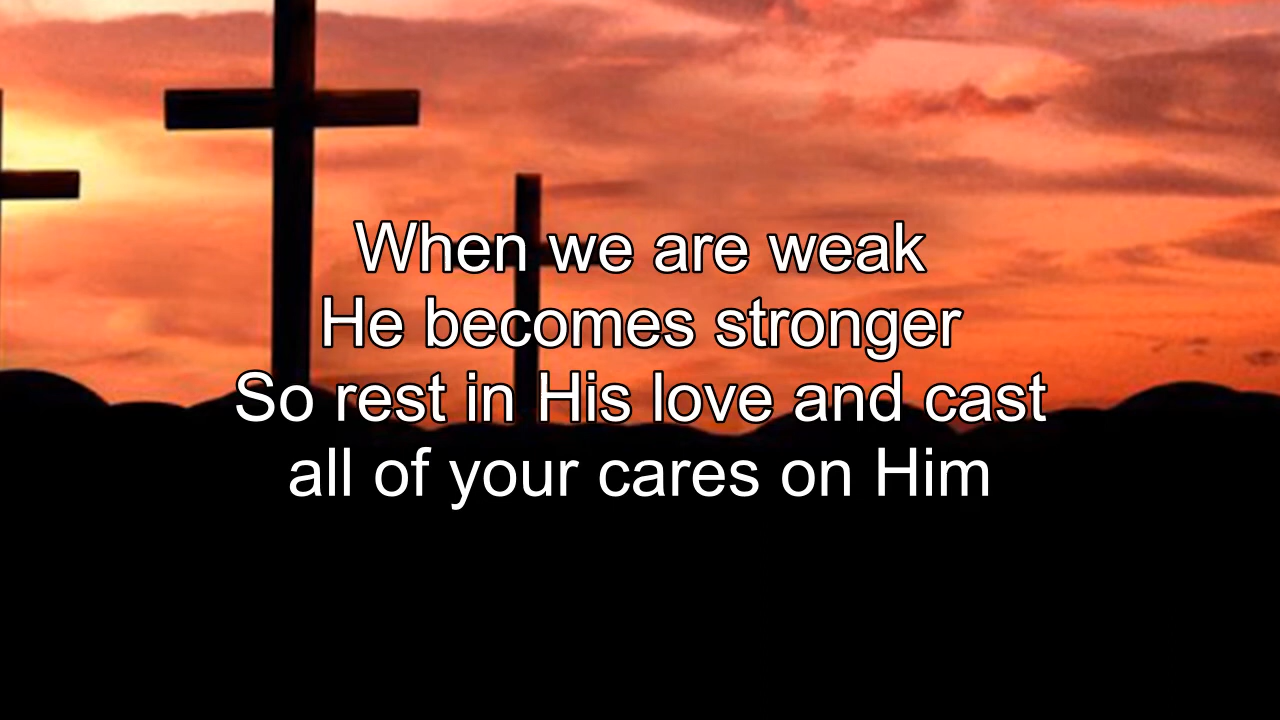 When we are weak
He becomes stronger
So rest in His love and cast
all of your cares on Him